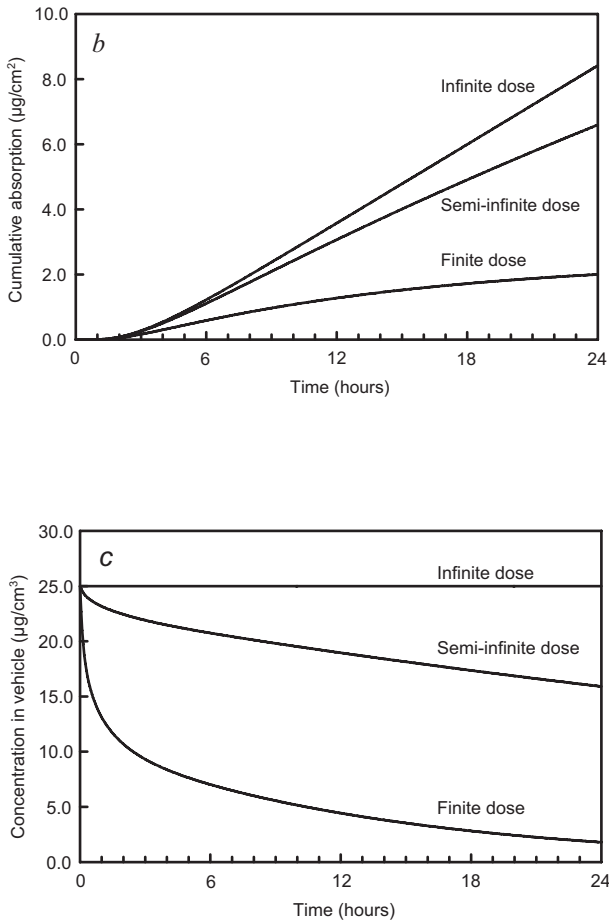 b
Cumulative absorption (µg/cm²)
10.0
8.0
6.0
4.0
2.0
0.0
Infinite dose
Semi-infinite dose
Finite dose
0 6 12 18 24
Time (hours)
c
Concentration in vehicle (µg/cm³)
30.0
25.0
20.0
15.0
10.0
5.0
0.0
Infinite dose
Semi-infinite dose
Finite dose
0 6 12 18 24
Time (hours)